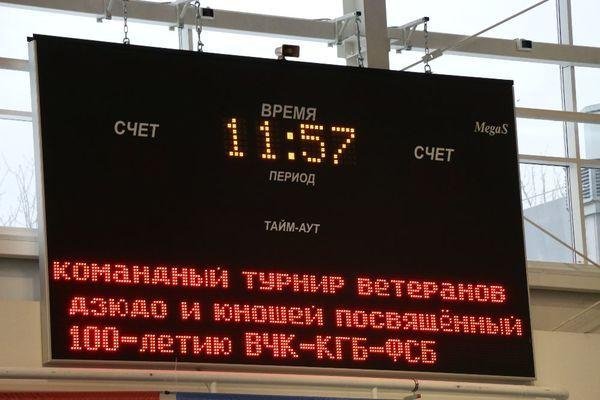 ВРЕМЯ
СЧЕТ 11:57 СЧЕТ
MegaS
ПЕРИОД
ТАЙМ-АУТ
КОМАНДНЫЙ ТУРНИР ВЕТЕРАНОВ
ДЗЮДО И ЮНОШЕЙ ПОСВЯЩЁННЫЙ
100-ЛЕТИЮ ВЧК-КГБ-ФСБ